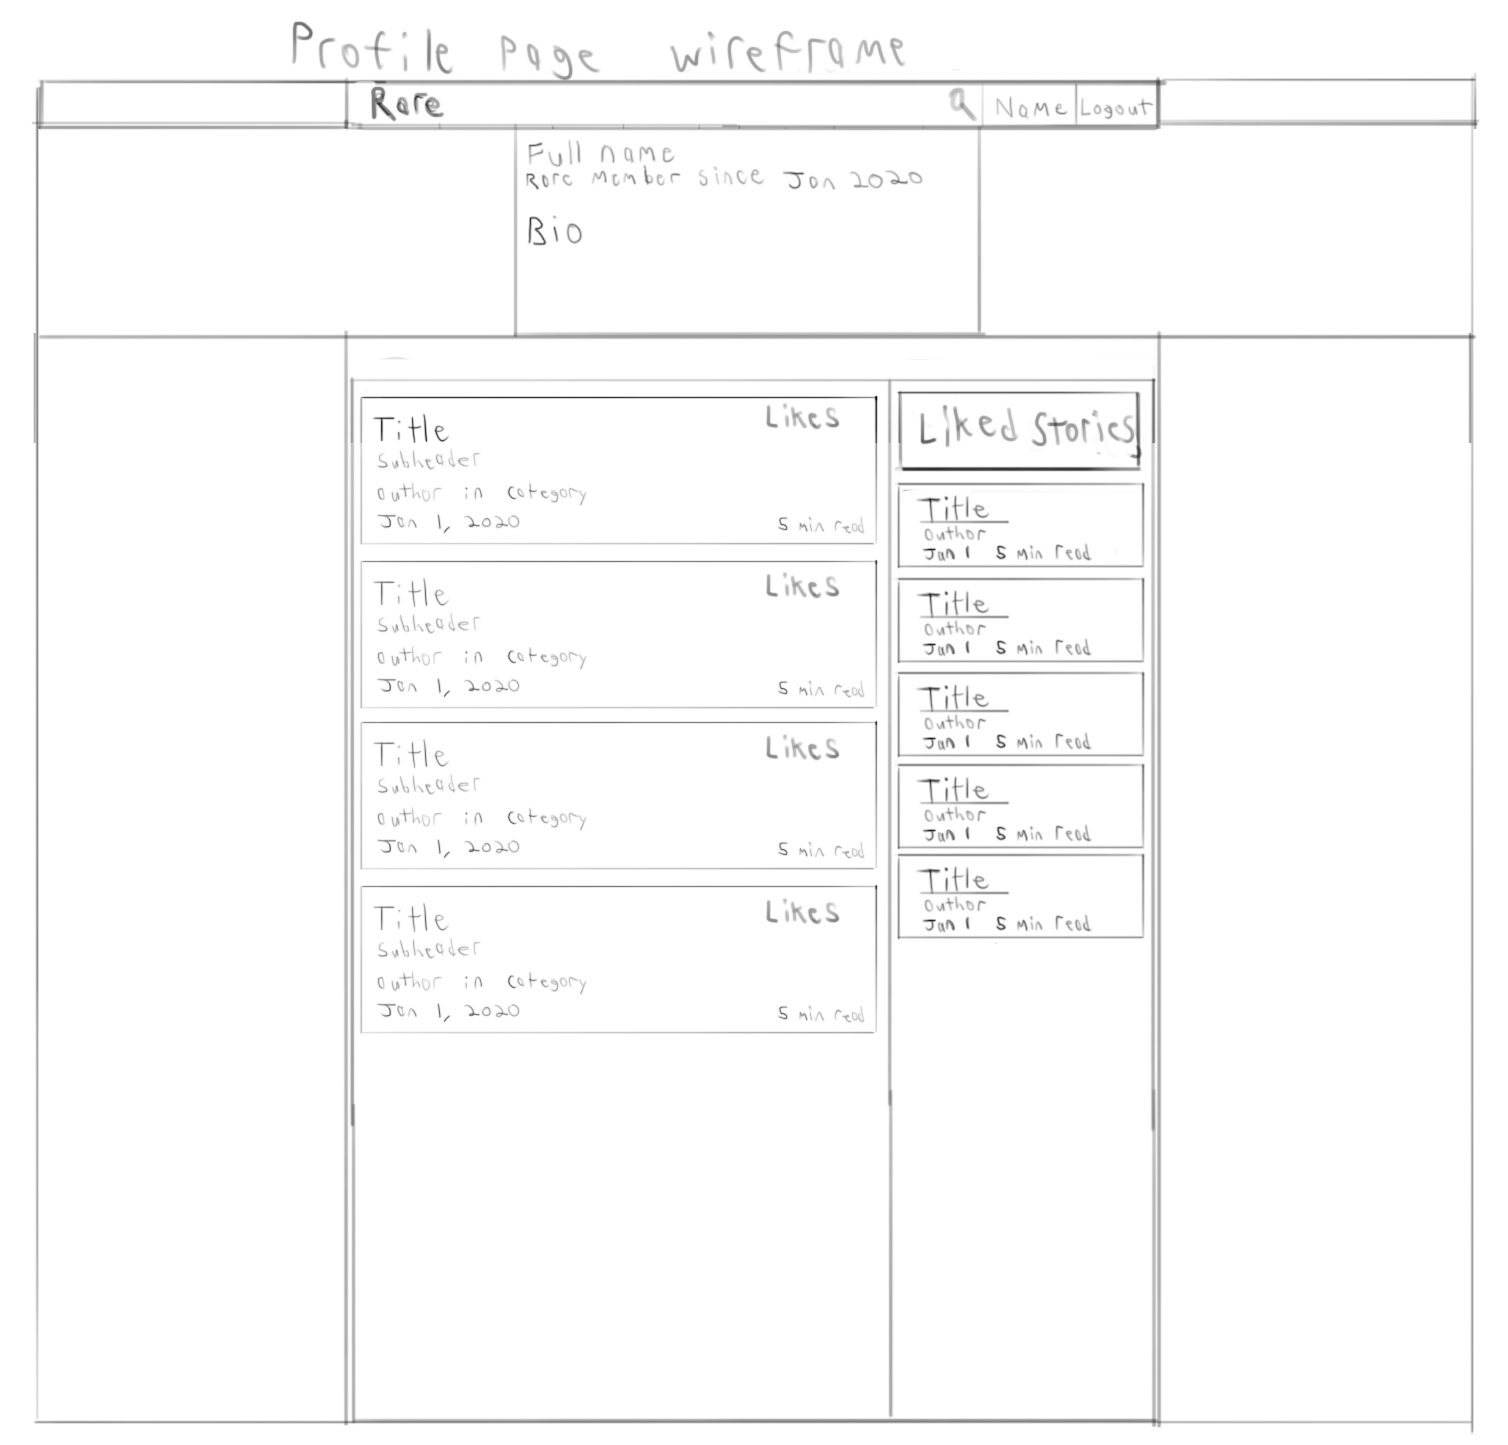 Profile page wireframe
Rare
Name
Logout
Full name
Rare Member since Jan 2020
Bio
Title
Likes
Subheader
author in category
Jan 1, 2020
5 min read
Title
Likes
Subheader
author in category
Jan 1, 2020
5 min read
Title
Likes
Subheader
author in category
Jan 1, 2020
5 min read
Title
Likes
Subheader
author in category
Jan 1, 2020
5 min read
Liked Stories
Title
author
Jan 1 5 min read
Title
author
Jan 1 5 min read
Title
author
Jan 1 5 min read
Title
author
Jan 1 5 min read
Title
author
Jan 1 5 min read